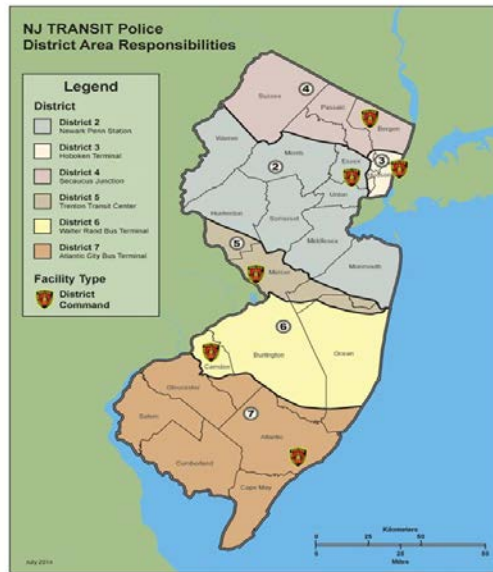 NJ TRANSIT Police
District Area Responsibilities
Legend
District
District 2
Newark Penn Station
District 3
Hoboken Terminal
District 4
Secaucus Junction
District 5
Trenton Transit Center
District 6
Walter Rand Bus Terminal
District 7
Atlantic City Bus Terminal
Facility Type
District
Command
4
Sussex
Passaic
Bergen
Warren
Morris
Essex
3
2
Union
Hunterdon
Somerset
Middlesex
Monmouth
5
Mercer
6
Burlington
Ocean
Camden
Gloucester
Salem
7
Atlantic
Cumberland
Cape May
Kilometers
0 25 50
0 25 50
Miles
July 2014